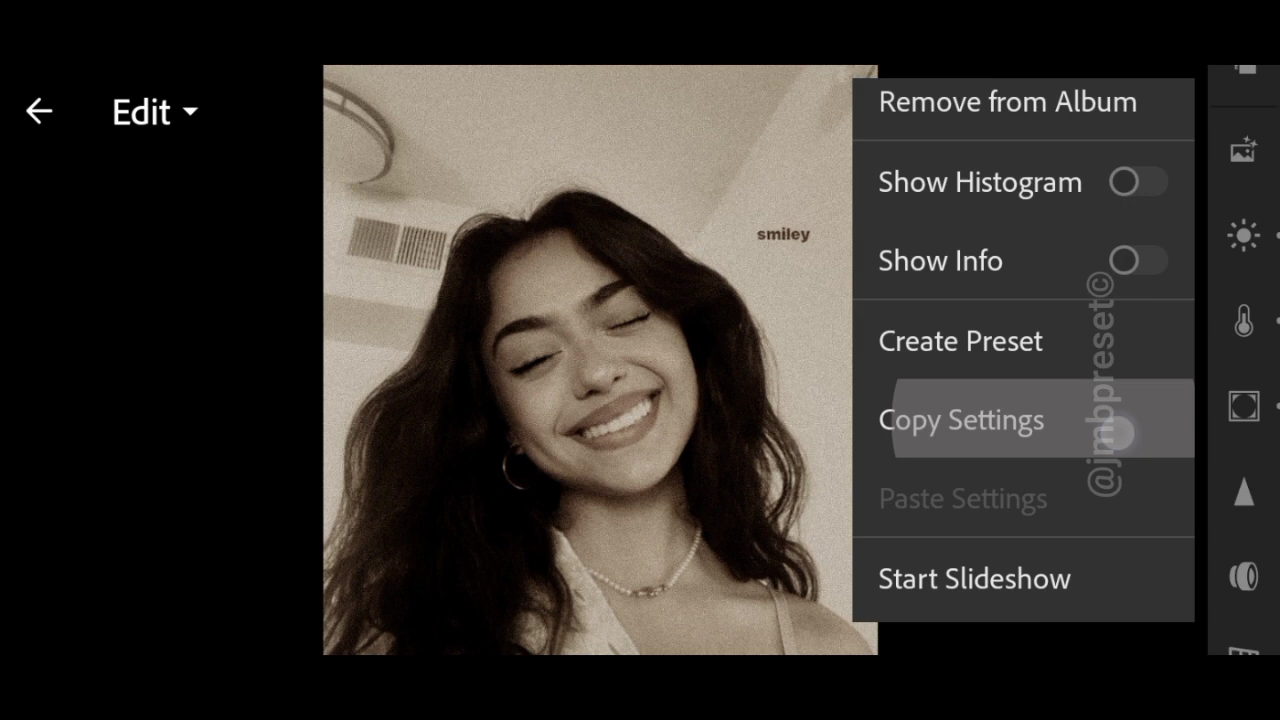 Edit
Remove from Album
Show Histogram
smiley
Show Info
Create Preset
Copy Settings
Paste Settings
Start Slideshow
@jmbpreset©